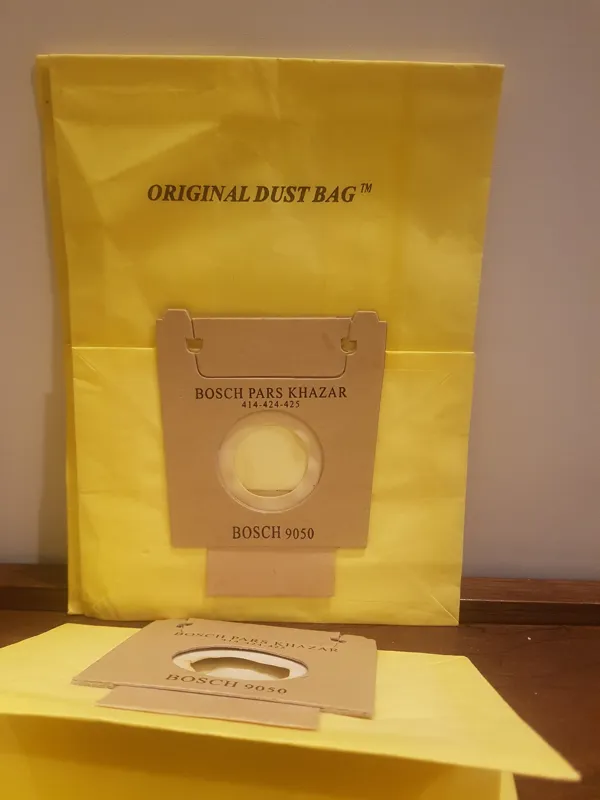 ORIGINAL DUST BAG™
BOSCH PARS KHAZAR
414-424-425
BOSCH 9050
BOSCH PARS KHAZAR
BOSCH 9050